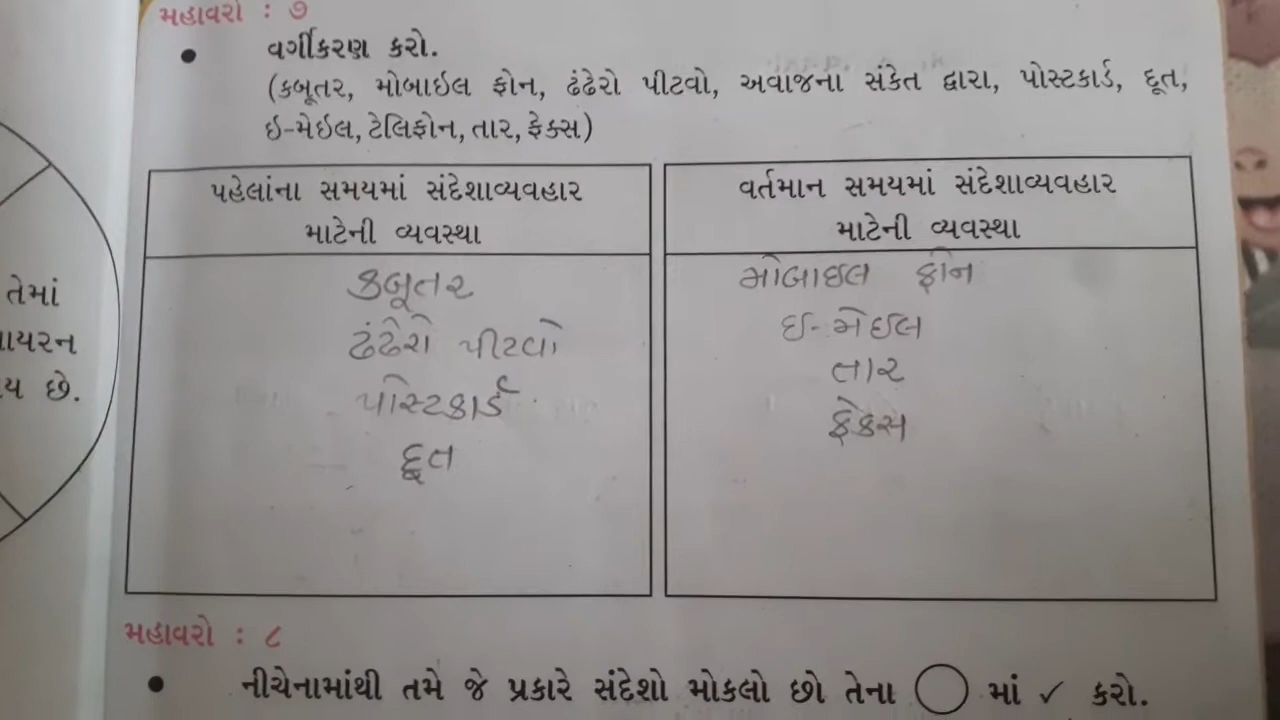 મહાવરો : ૭
• વર્ગીકરણ કરો.
(કબૂતર, મોબાઇલ ફોન, ઢંઢેરો પીટવો, અવાજના સંકેત દ્વારા, પોસ્ટકાર્ડ, દૂત,
ઇ-મેઇલ, ટેલિફોન, તાર, ફેક્સ)
પહેલાંના સમયમાં સંદેશાવ્યવહાર
માટેની વ્યવસ્થા
કબૂતર
ઢંઢેરો પીટવો
પોસ્ટકાર્ડ
દૂત
વર્તમાન સમયમાં સંદેશાવ્યવહાર
માટેની વ્યવસ્થા
મોબાઇલ ફોન
ઇ-મેઇલ
તાર
ફેકસ
તેમાં
ાયરન
ય છે.
મહાવરો : ૮
• નીચેનામાંથી તમે જે પ્રકારે સંદેશો મોકલો છો તેના ◯ માં ✓ કરો.